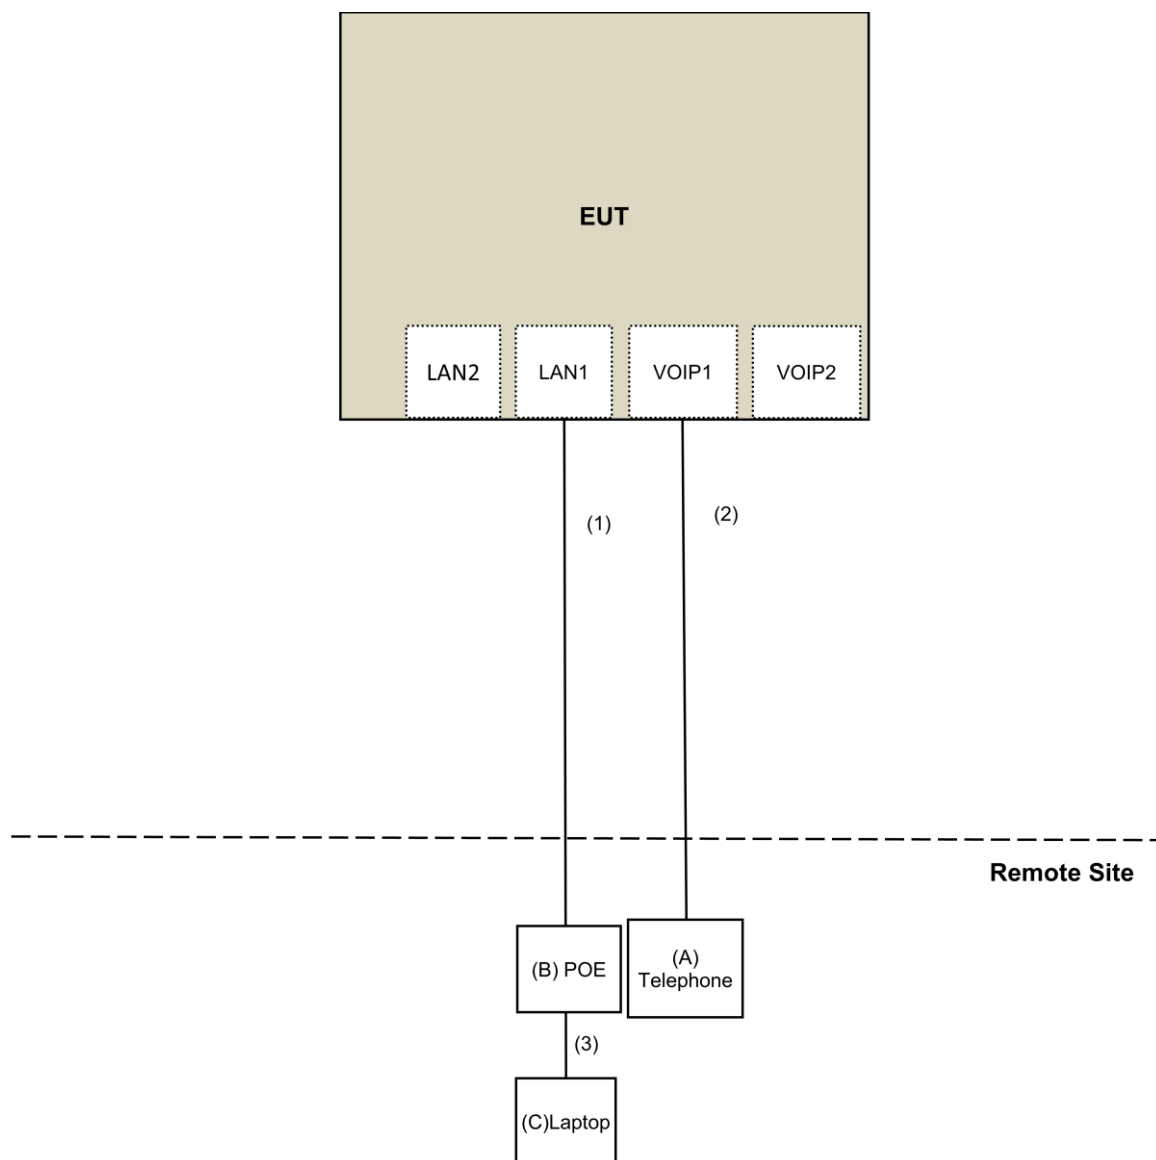 EUT
LAN2
LAN1
VOIP1
VOIP2
(1)
(2)
Remote Site
(B) POE
(A)
Telephone
(3)
(C)Laptop